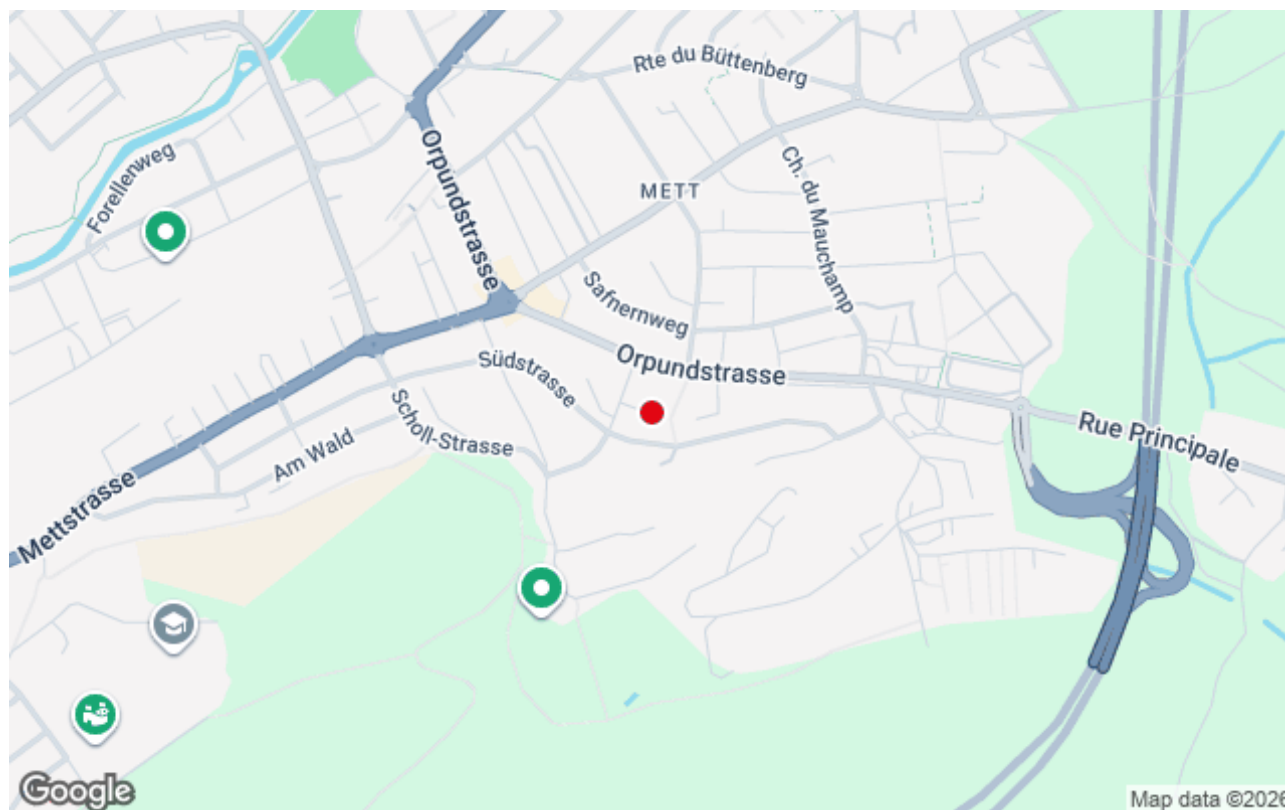 Rte du Büttenberg
Orpundstrasse
Forellenweg
METT
Ch. du Mauchamp
Safnernweg
Orpundstrasse
Südstrasse
Scholl-Strasse
Am Wald
Rue Principale
Mettstrasse
Google
Map data ©2026